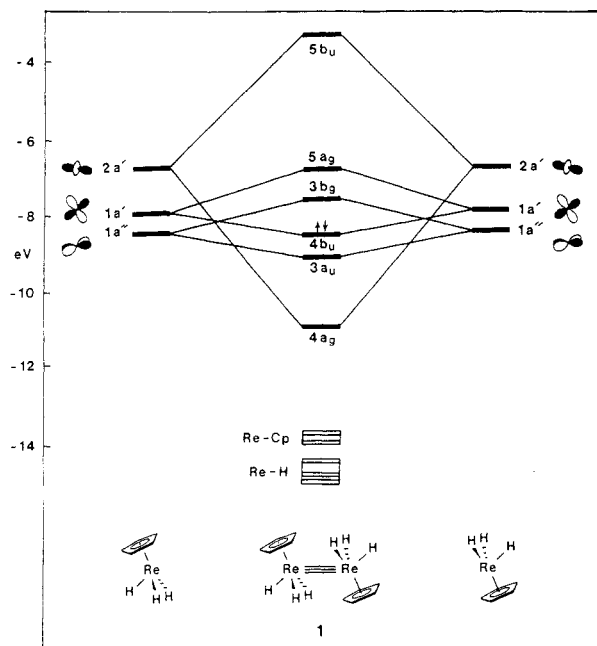 - 4
5bu
- 6
5ag
2a′
2a′
3bg
1a′
1a′
- 8
1a″
1a″
4bu
eV
3au
- 10
4ag
- 12
Re-Cp
- 14
Re-H
H H H
Re
H H H
Re Re
H H H
H H H
Re
1